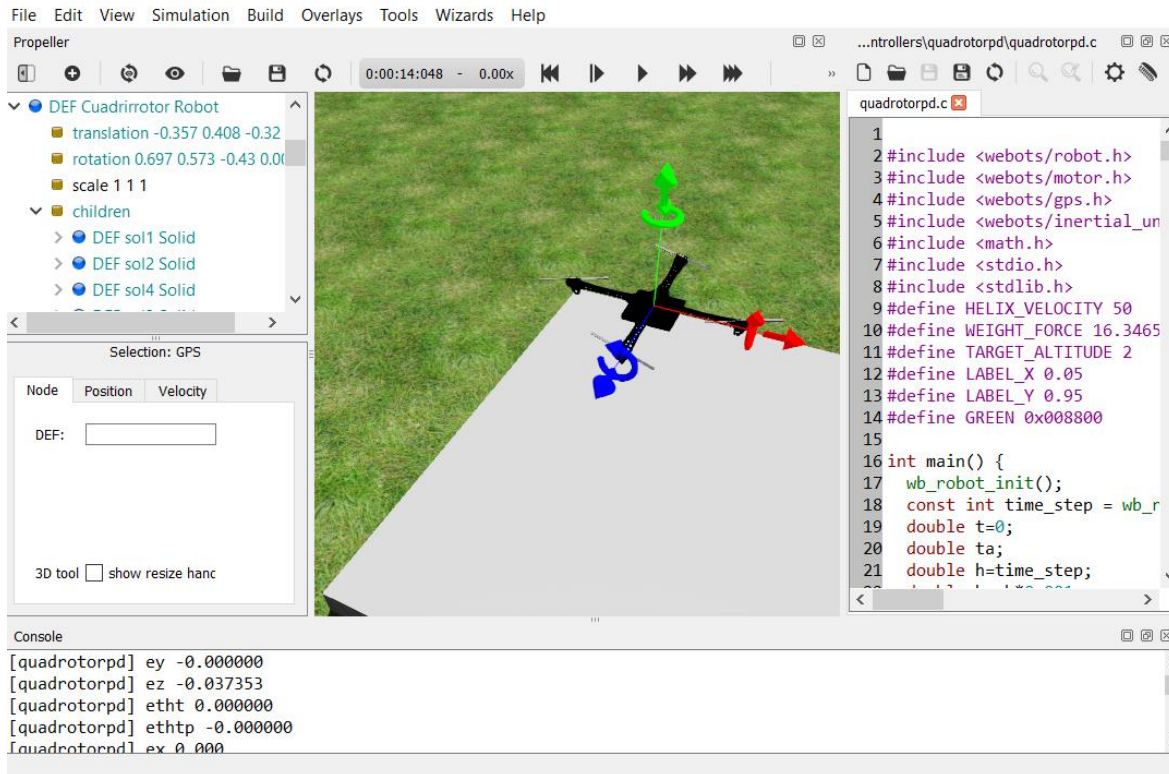 File Edit View Simulation Build Overlays Tools Wizards Help
Propeller
0:00:14:048 - 0.00x
»
DEF Cuadrirrotor Robot
translation -0.357 0.408 -0.32
rotation 0.697 0.573 -0.43 0.00
scale 1 1 1
children
DEF sol1 Solid
DEF sol2 Solid
DEF sol4 Solid
Selection: GPS
Node Position Velocity
DEF:
3D tool show resize hanc
...ntrollers\quadrotorpd\quadrotorpd.c
»
quadrotorpd.c
1
2 #include <webots/robot.h>
3 #include <webots/motor.h>
4 #include <webots/gps.h>
5 #include <webots/inertial_un
6 #include <math.h>
7 #include <stdio.h>
8 #include <stdlib.h>
9 #define HELIX_VELOCITY 50
10 #define WEIGHT_FORCE 16.3465
11 #define TARGET_ALTITUDE 2
12 #define LABEL_X 0.05
13 #define LABEL_Y 0.95
14 #define GREEN 0x008800
15
16 int main() {
17 wb_robot_init();
18 const int time_step = wb_r
19 double t=0;
20 double ta;
21 double h=time_step;
Console
[quadrotorpd] ey -0.000000
[quadrotorpd] ez -0.037353
[quadrotorpd] etht 0.000000
[quadrotorpd] ethtp -0.000000
[quadrotorpd] ex 0.000